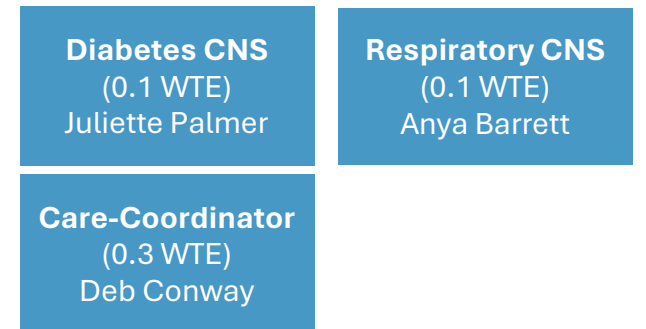 Diabetes CNS
(0.1 WTE)
Juliette Palmer
Respiratory CNS
(0.1 WTE)
Anya Barrett
Care-Coordinator
(0.3 WTE)
Deb Conway